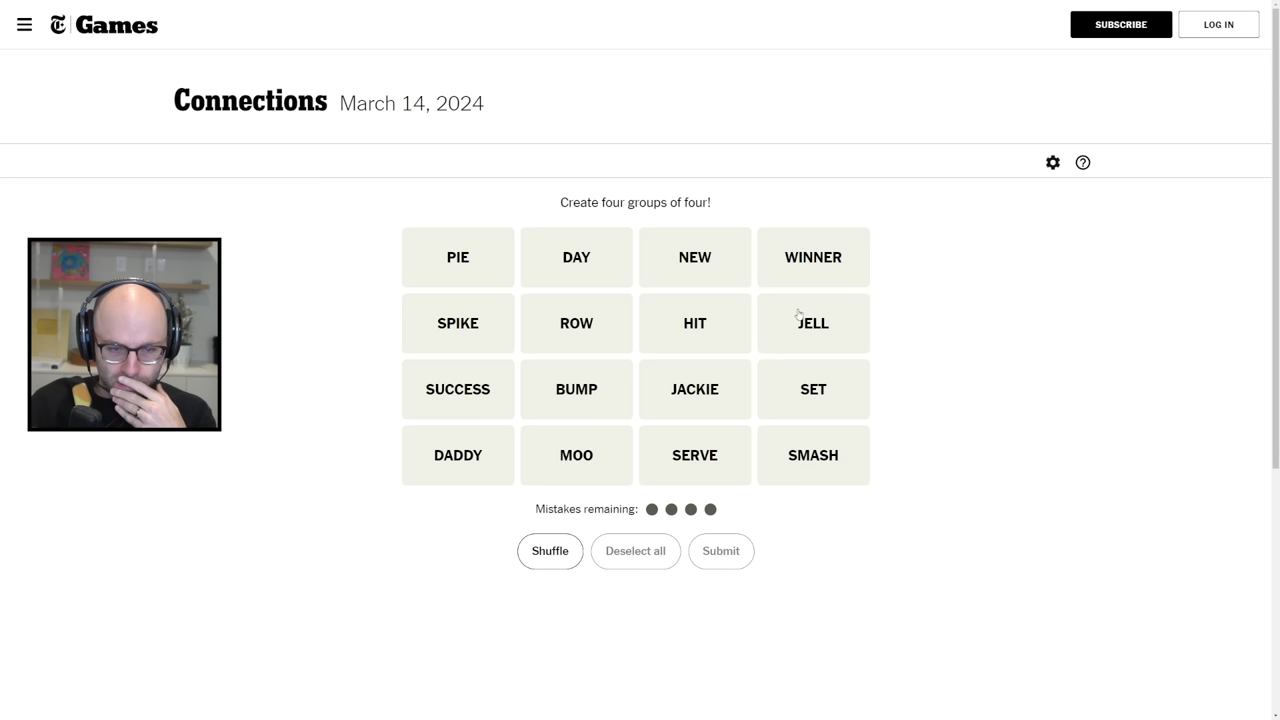 T Games
SUBSCRIBE
LOG IN
Connections March 14, 2024
Create four groups of four!
PIE DAY NEW WINNER
SPIKE ROW HIT JELL
SUCCESS BUMP JACKIE SET
DADDY MOO SERVE SMASH
Mistakes remaining:
Shuffle Deselect all Submit